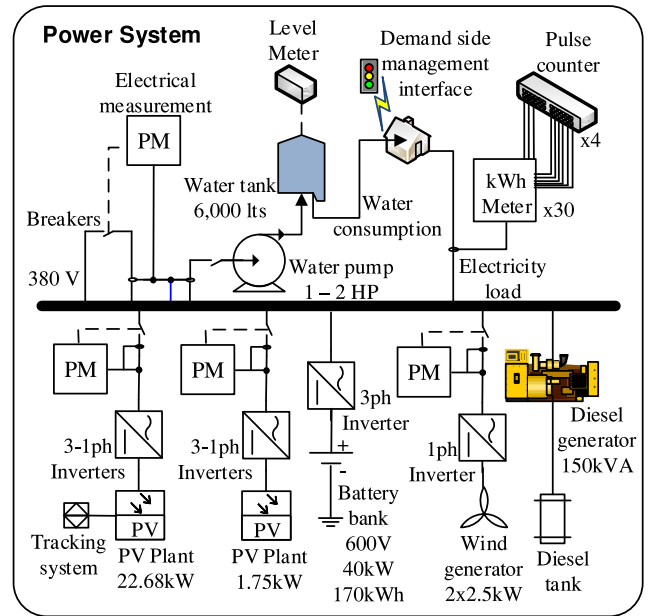 Power System
Level
Meter
Demand side
management
interface
Pulse
counter
Electrical
measurement
PM
x4
kWh
Meter
x30
Water tank
6,000 lts
Water
consumption
Breakers
380 V
Water pump
1 – 2 HP
Electricity
load
PM
PM
PM
3ph
Inverter
3-1ph
Inverters
3-1ph
Inverters
1ph
Inverter
Diesel
generator
150kVA
+
-
PV
PV
Tracking
system
PV Plant
22.68kW
PV Plant
1.75kW
Battery
bank
600V
40kW
170kWh
Wind
generator
2x2.5kW
Diesel
tank